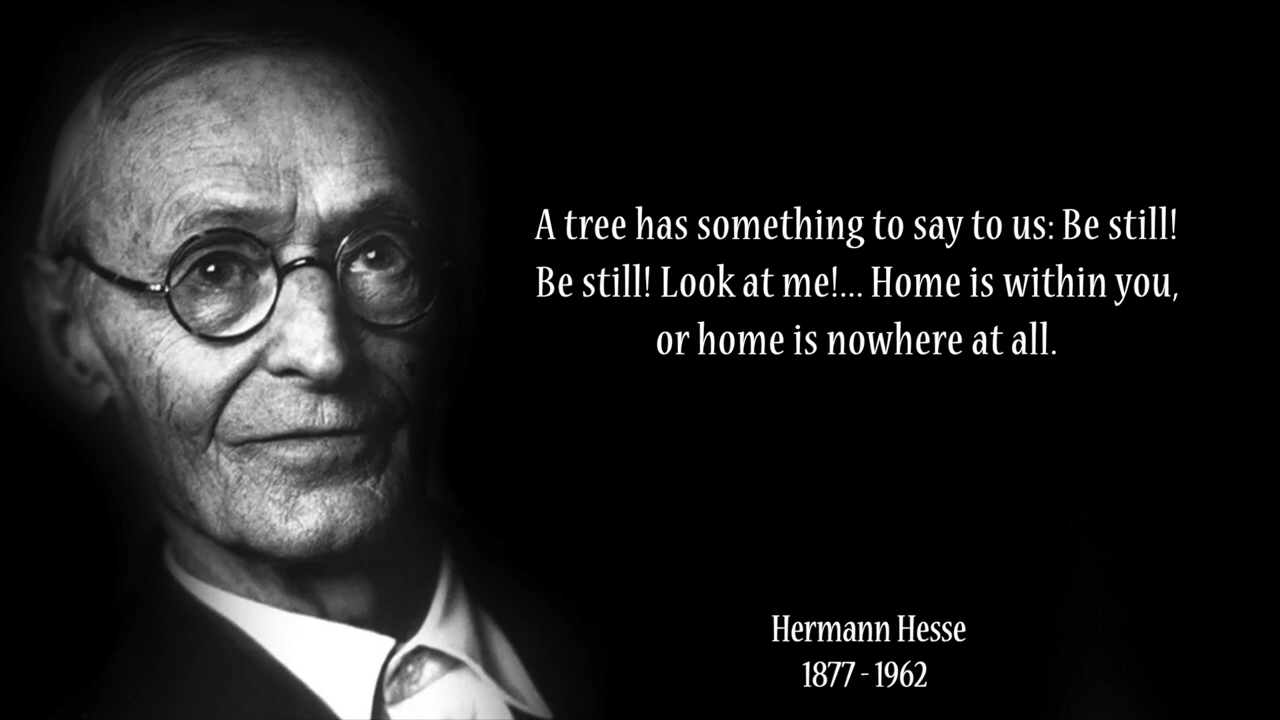 A tree has something to say to us: Be still!
Be still! Look at me!... Home is within you,
or home is nowhere at all.
Hermann Hesse
1877 - 1962